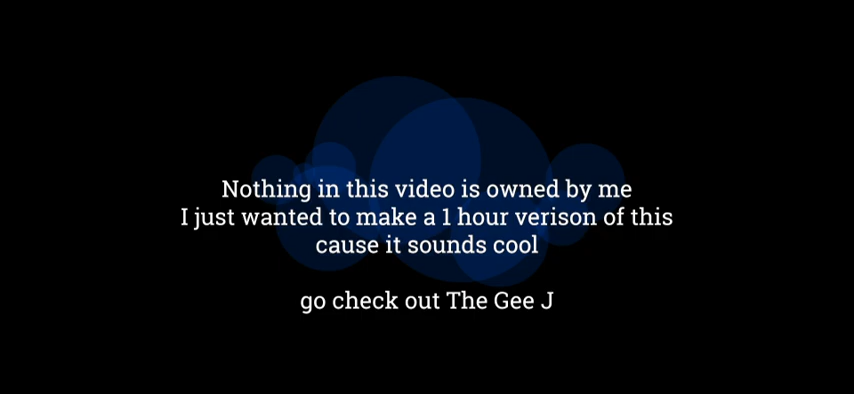 Nothing in this video is owned by me
I just wanted to make a 1 hour verison of this
cause it sounds cool
go check out The Gee J